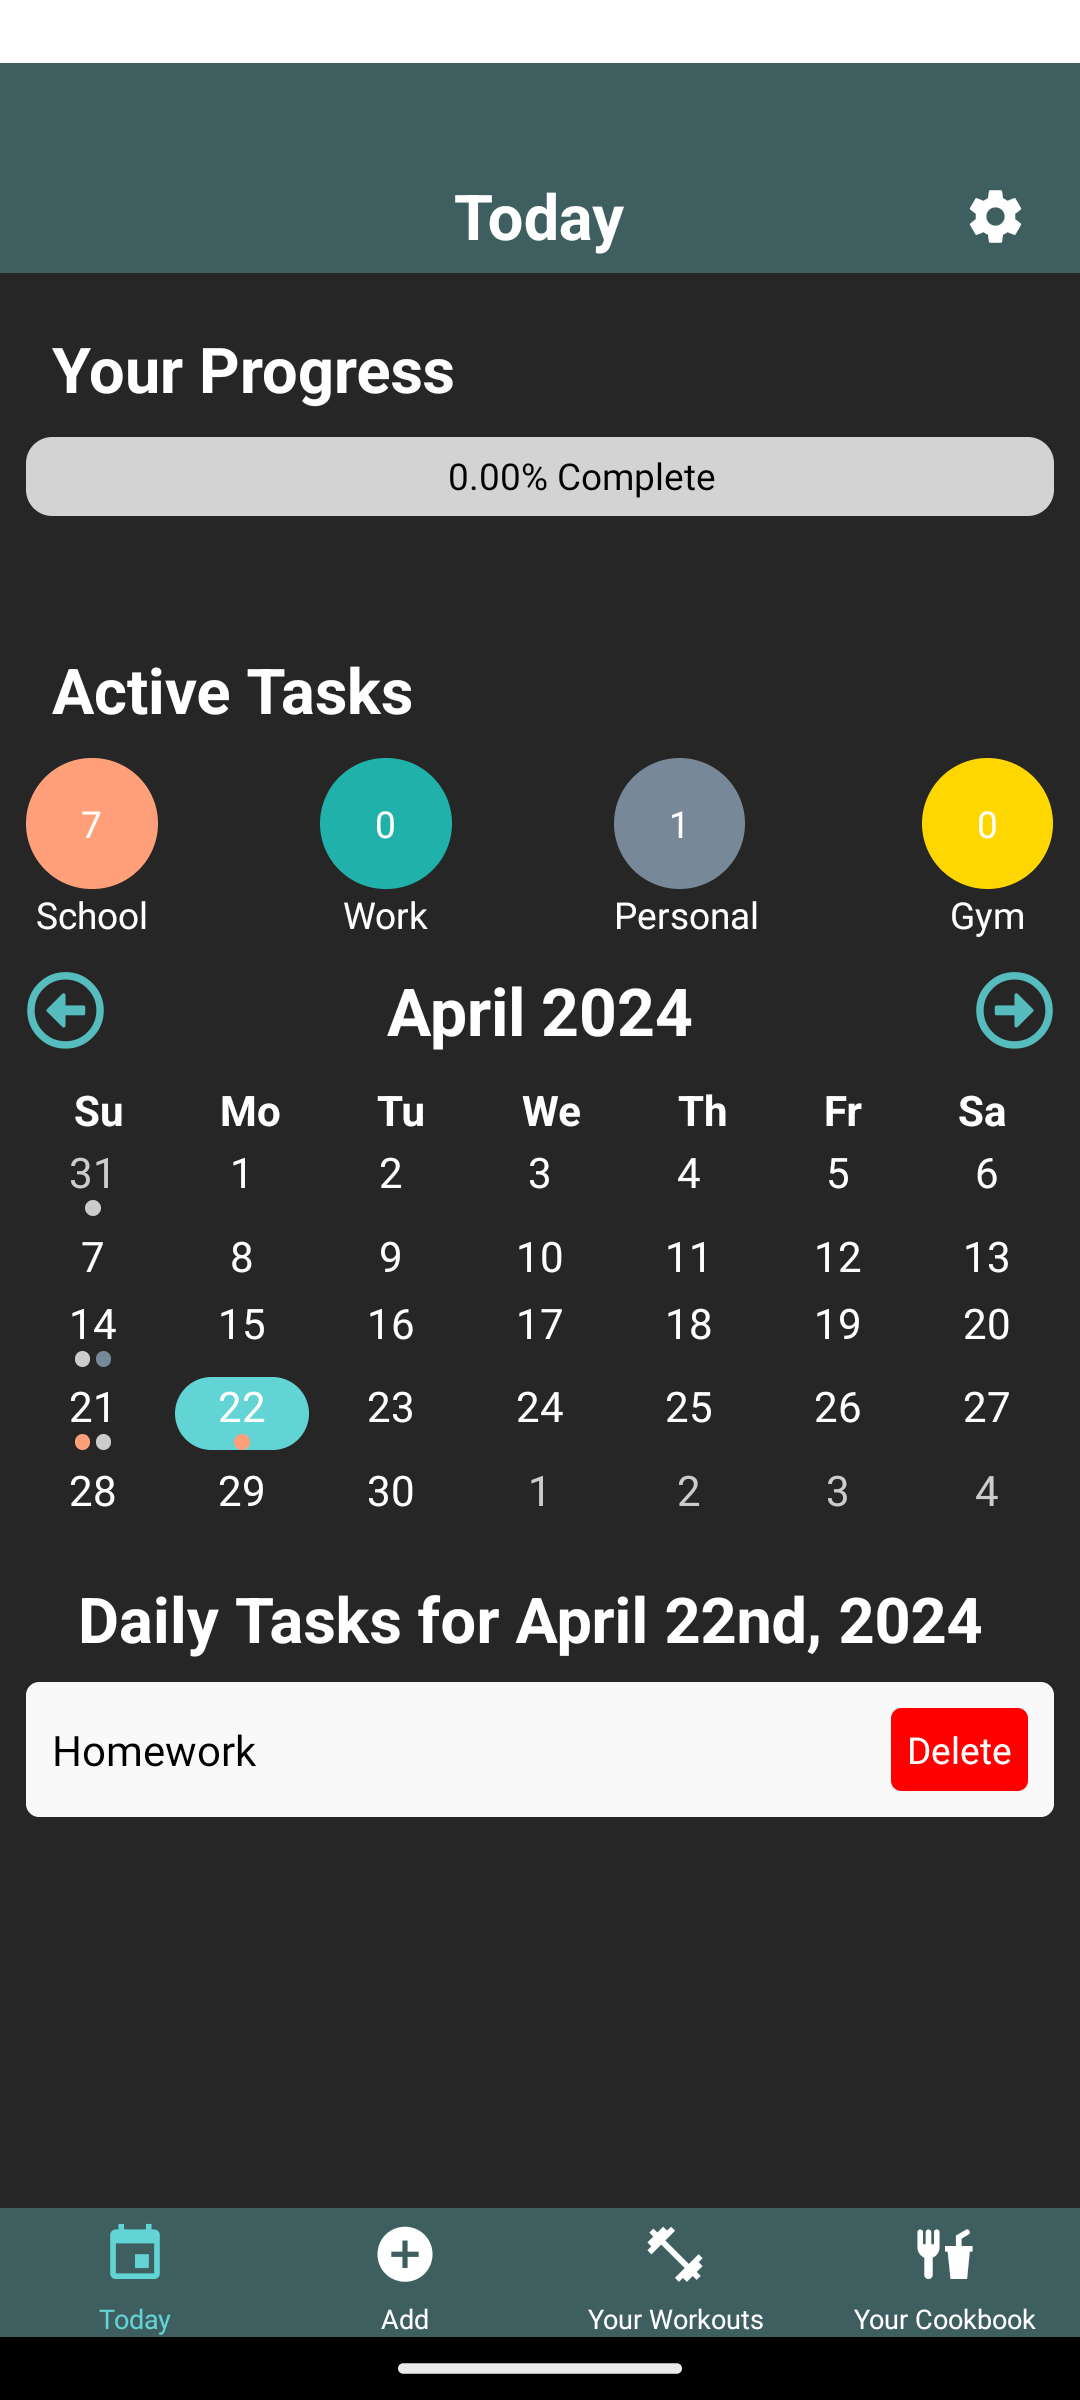 Today
Your Progress
0.00% Complete
Active Tasks
7 0 1 0
School Work Personal Gym
April 2024
Su Mo Tu We Th Fr Sa
31 1 2 3 4 5 6
7 8 9 10 11 12 13
14 15 16 17 18 19 20
21 22 23 24 25 26 27
28 29 30 1 2 3 4
Daily Tasks for April 22nd, 2024
Homework Delete
Today Add Your Workouts Your Cookbook